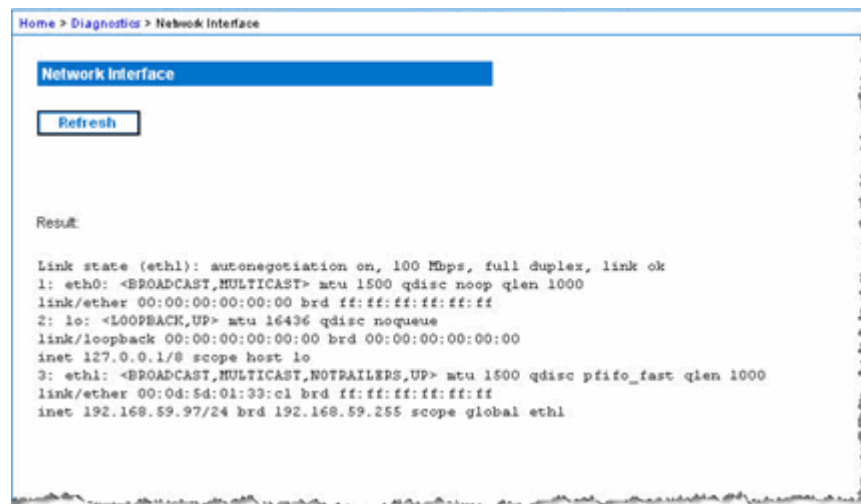 Home > Diagnostics > Network Interface
Network Interface
Refresh
Result:
Link state (eth1): autonegotiation on, 100 Mbps, full duplex, link ok
1: eth0: <BROADCAST,MULTICAST> mtu 1500 qdisc noop qlen 1000
link/ether 00:00:00:00:00:00 brd ff:ff:ff:ff:ff:ff
2: lo: <LOOPBACK,UP> mtu 16436 qdisc noqueue
link/loopback 00:00:00:00:00:00 brd 00:00:00:00:00:00
inet 127.0.0.1/8 scope host lo
3: eth1: <BROADCAST,MULTICAST,NOTRAILERS,UP> mtu 1500 qdisc pfifo_fast qlen 1000
link/ether 00:0d:5d:01:33:c1 brd ff:ff:ff:ff:ff:ff
inet 192.168.59.97/24 brd 192.168.59.255 scope global eth1